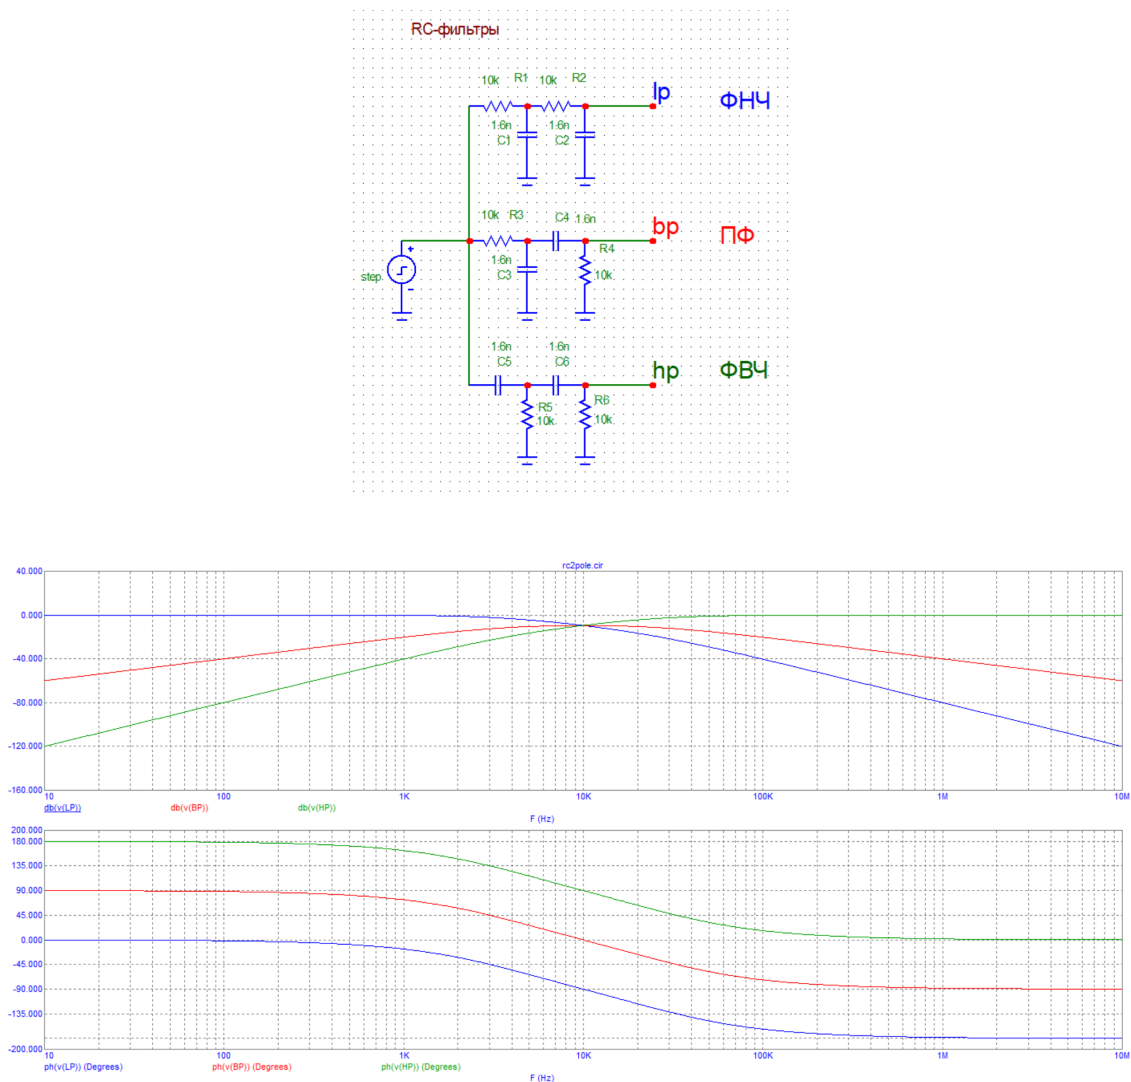 RC-фильтры
10k R1 10k R2
lp ФНЧ
1.6n 1.6n
C1 C2
10k R3 C4 1.6n
bp ПФ
1.6n R4
C3 10k
step
1.6n 1.6n
C5 C6
hp ФВЧ
R5 R6
10k 10k
rc2pole.cir
40.000
0.000
-40.000
-80.000
-120.000
-160.000
10 100 1K 10K 100K 1M 10M
db(v(LP)) db(v(BP)) db(v(HP))
F (Hz)
200.000
180.000
135.000
90.000
45.000
0.000
-45.000
-90.000
-135.000
-200.000
10 100 1K 10K 100K 1M 10M
ph(v(LP)) (Degrees) ph(v(BP)) (Degrees) ph(v(HP)) (Degrees)
F (Hz)